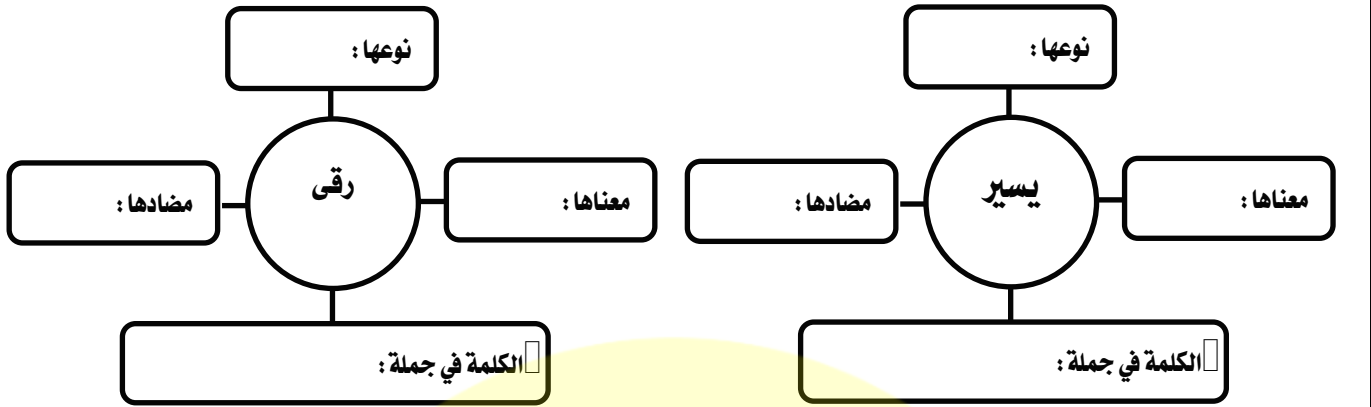 نوعها :
يسير
معناها :
مضادها :
الكلمة في جملة :
نوعها :
رقى
معناها :
مضادها :
الكلمة في جملة :